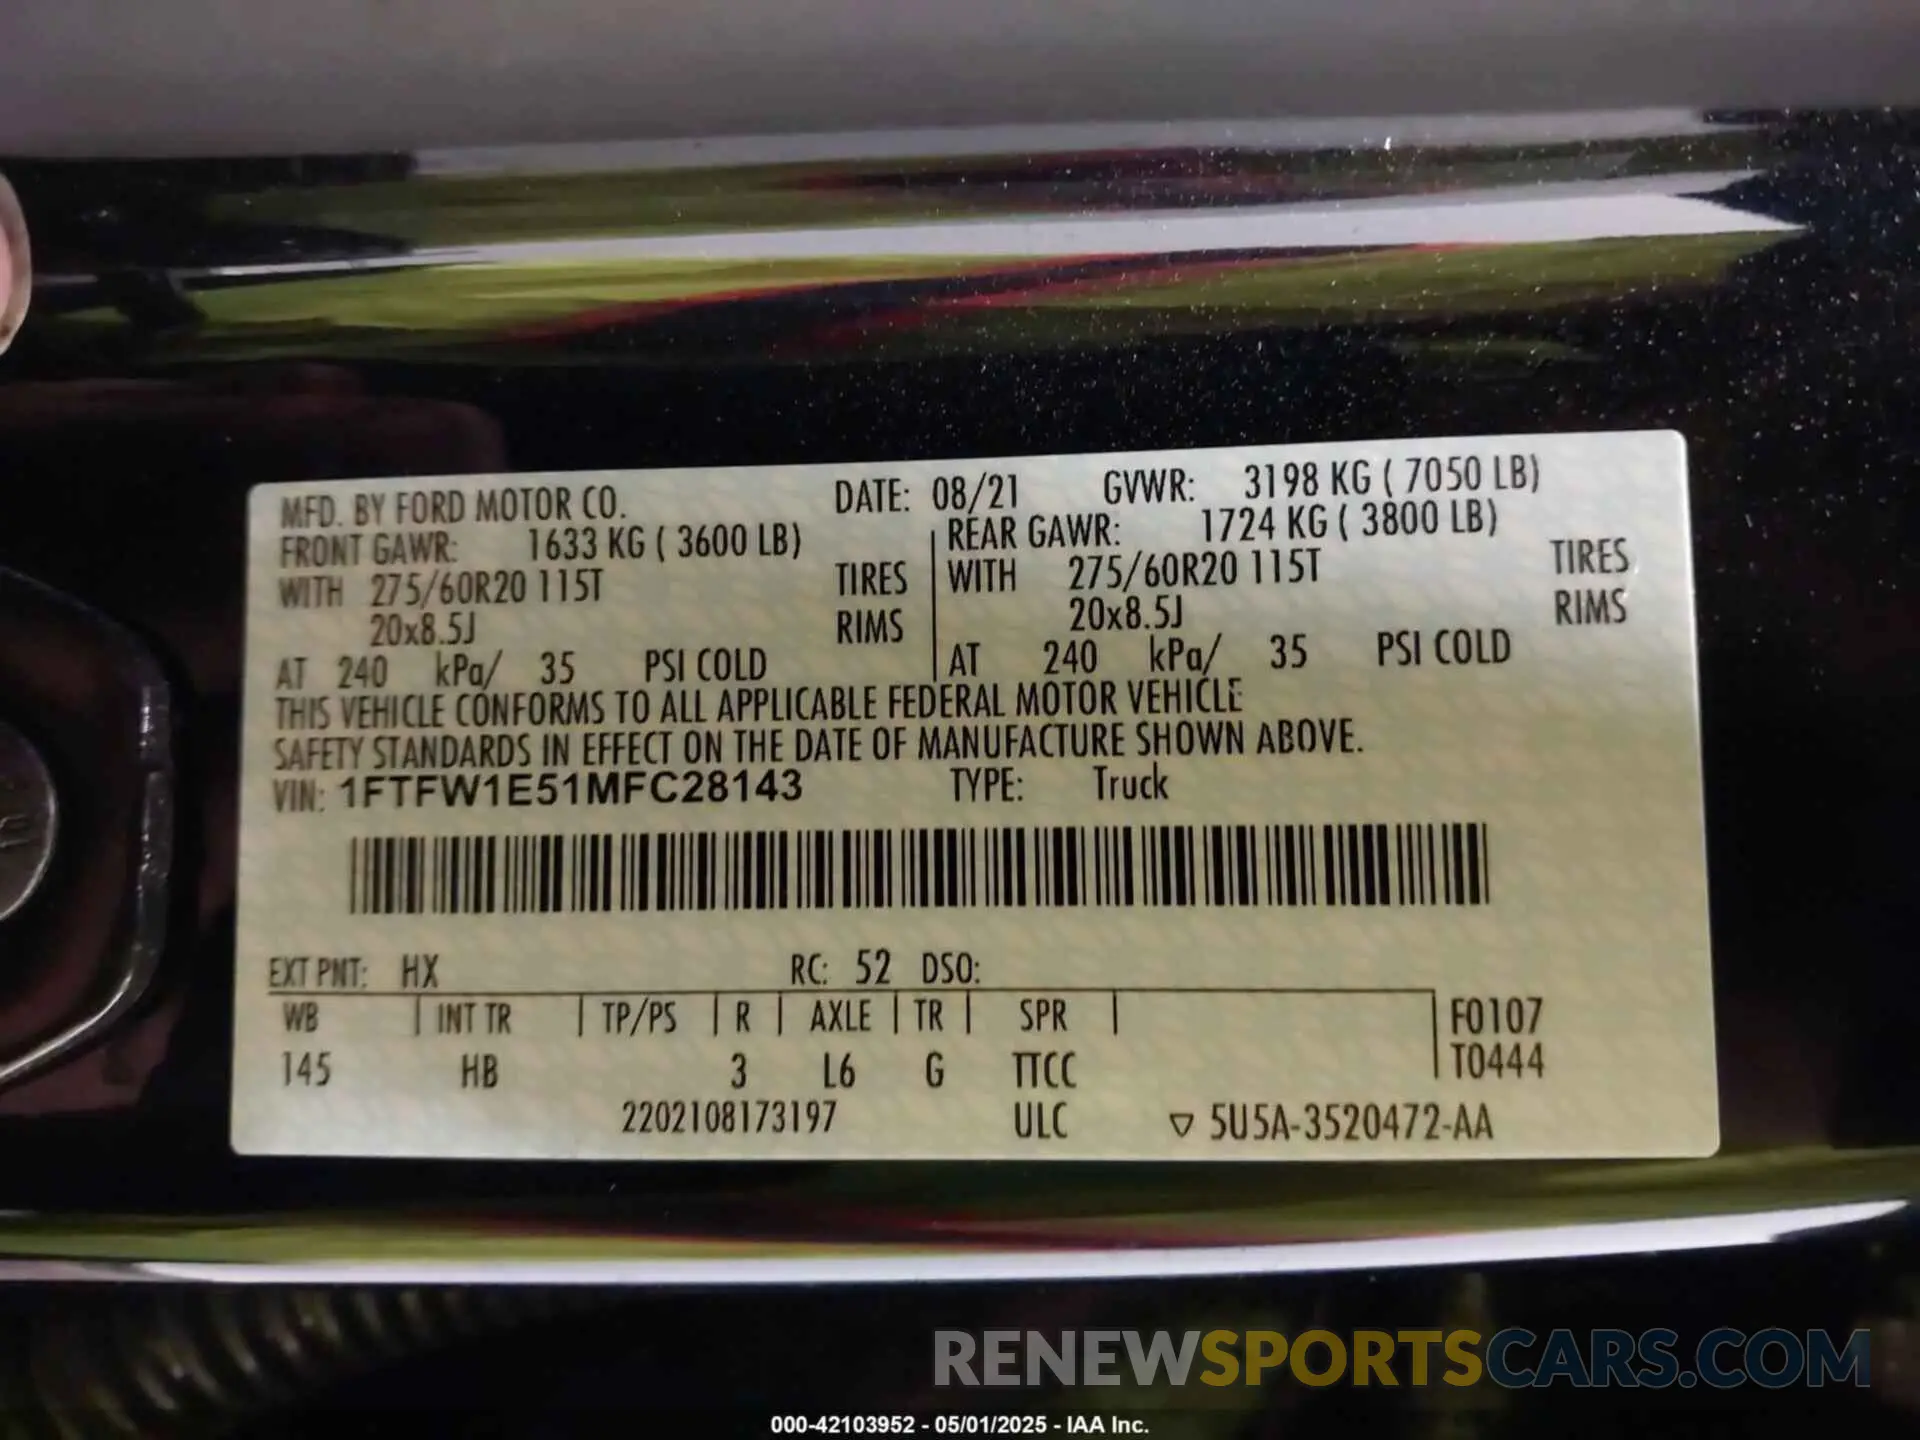 MFD. BY FORD MOTOR CO. DATE: 08/21 GVWR: 3198 KG ( 7050 LB)
FRONT GAWR: 1633 KG ( 3600 LB) REAR GAWR: 1724 KG ( 3800 LB)
WITH 275/60R20 115T TIRES WITH 275/60R20 115T TIRES
20x8.5J RIMS 20x8.5J RIMS
AT 240 kPa/ 35 PSI COLD AT 240 kPa/ 35 PSI COLD
THIS VEHICLE CONFORMS TO ALL APPLICABLE FEDERAL MOTOR VEHICLE
SAFETY STANDARDS IN EFFECT ON THE DATE OF MANUFACTURE SHOWN ABOVE.
VIN: 1FTFW1E51MFC28143 TYPE: Truck
EXT PNT: HX RC: 52 DSO:
WB INT TR TP/PS R AXLE TR SPR F0107
145 HB 3 L6 G TTCC T0444
2202108173197 ULC ▽ 5U5A-3520472-AA
RENEWSPORTSCARS.COM
000-42103952 - 05/01/2025 - IAA Inc.